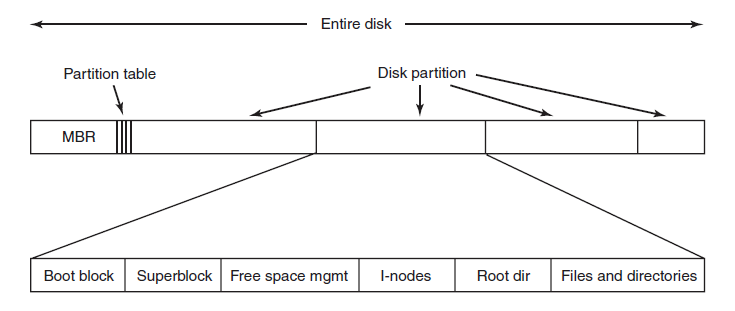 Entire disk
Partition table
Disk partition
MBR
Boot block
Superblock
Free space mgmt
I-nodes
Root dir
Files and directories